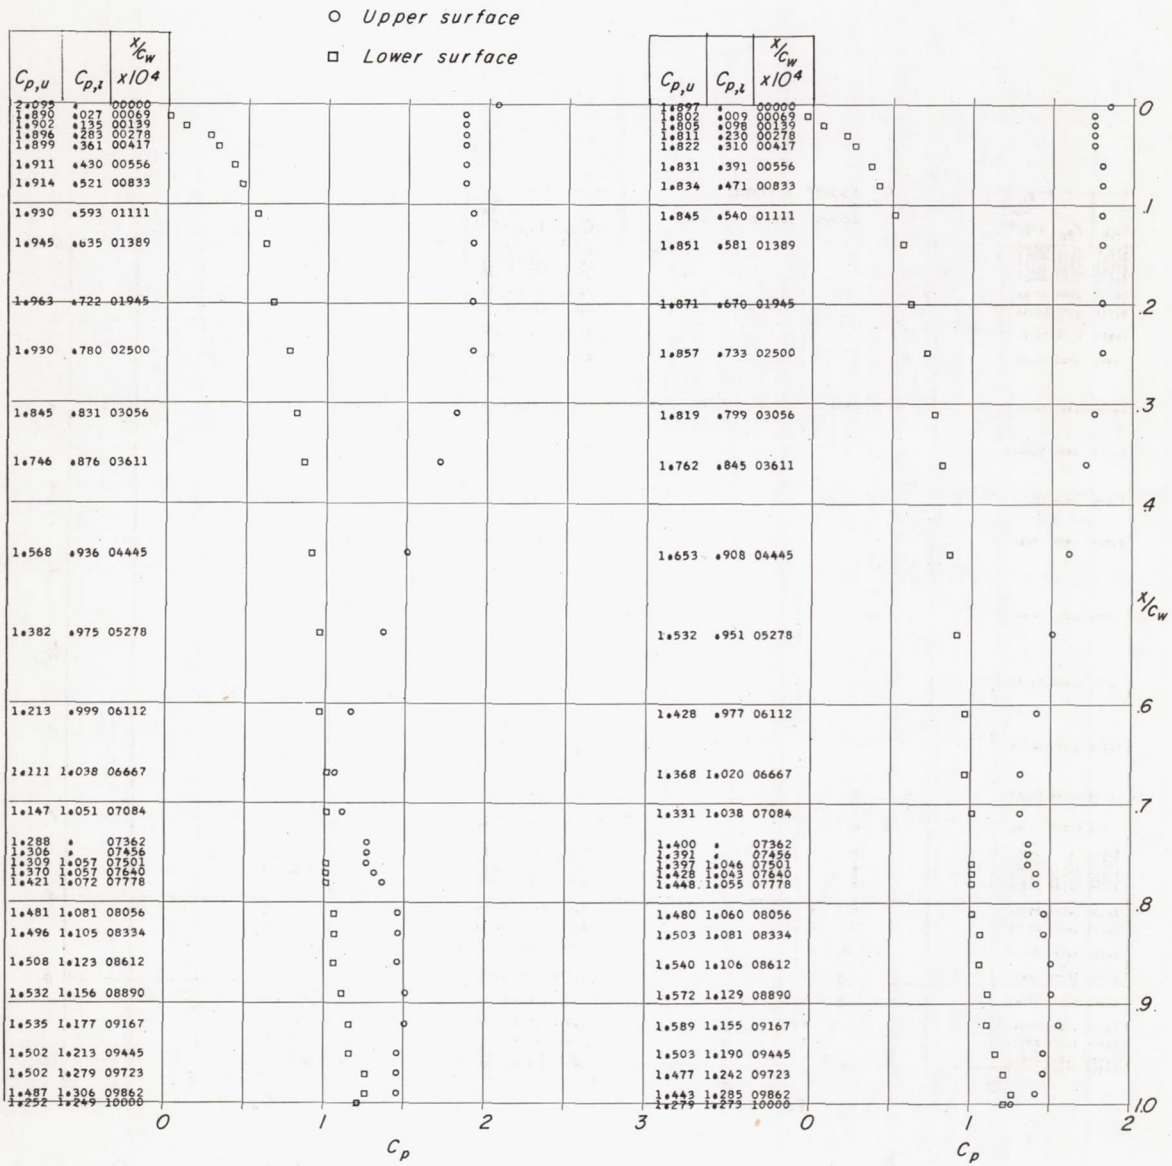 ○ Upper surface
□ Lower surface
Cp,u Cp,l x/cw x10⁴
2.095 . 00000
1.890 .027 00069
1.902 .135 00139
1.896 .283 00278
1.899 .361 00417
1.911 .430 00556
1.914 .521 00833
1.930 .593 01111
1.945 .635 01389
1.963 .722 01945
1.930 .780 02500
1.845 .831 03056
1.746 .876 03611
1.568 .936 04445
1.382 .975 05278
1.213 .999 06112
1.111 1.038 06667
1.147 1.051 07084
1.288 . 07362
1.306 . 07456
1.309 1.057 07501
1.370 1.057 07640
1.421 1.072 07778
1.481 1.081 08056
1.496 1.105 08334
1.508 1.123 08612
1.532 1.156 08890
1.535 1.177 09167
1.502 1.213 09445
1.502 1.279 09723
1.487 1.306 09862
1.252 1.249 10000
0 1 2 3
Cp
Cp,u Cp,l x/cw x10⁴
1.897 . 00000
1.802 .009 00069
1.805 .098 00139
1.811 .230 00278
1.822 .310 00417
1.831 .391 00556
1.834 .471 00833
1.845 .540 01111
1.851 .581 01389
1.871 .670 01945
1.857 .733 02500
1.819 .799 03056
1.762 .845 03611
1.653 .908 04445
1.532 .951 05278
1.428 .977 06112
1.368 1.020 06667
1.331 1.038 07084
1.400 . 07362
1.391 . 07456
1.397 1.046 07501
1.428 1.043 07640
1.448 1.055 07778
1.480 1.060 08056
1.503 1.081 08334
1.540 1.106 08612
1.572 1.129 08890
1.589 1.155 09167
1.503 1.190 09445
1.477 1.242 09723
1.443 1.285 09862
1.279 1.273 10000
0 1 2
Cp
0
.1
.2
.3
.4
x/cw
.6
.7
.8
.9
1.0